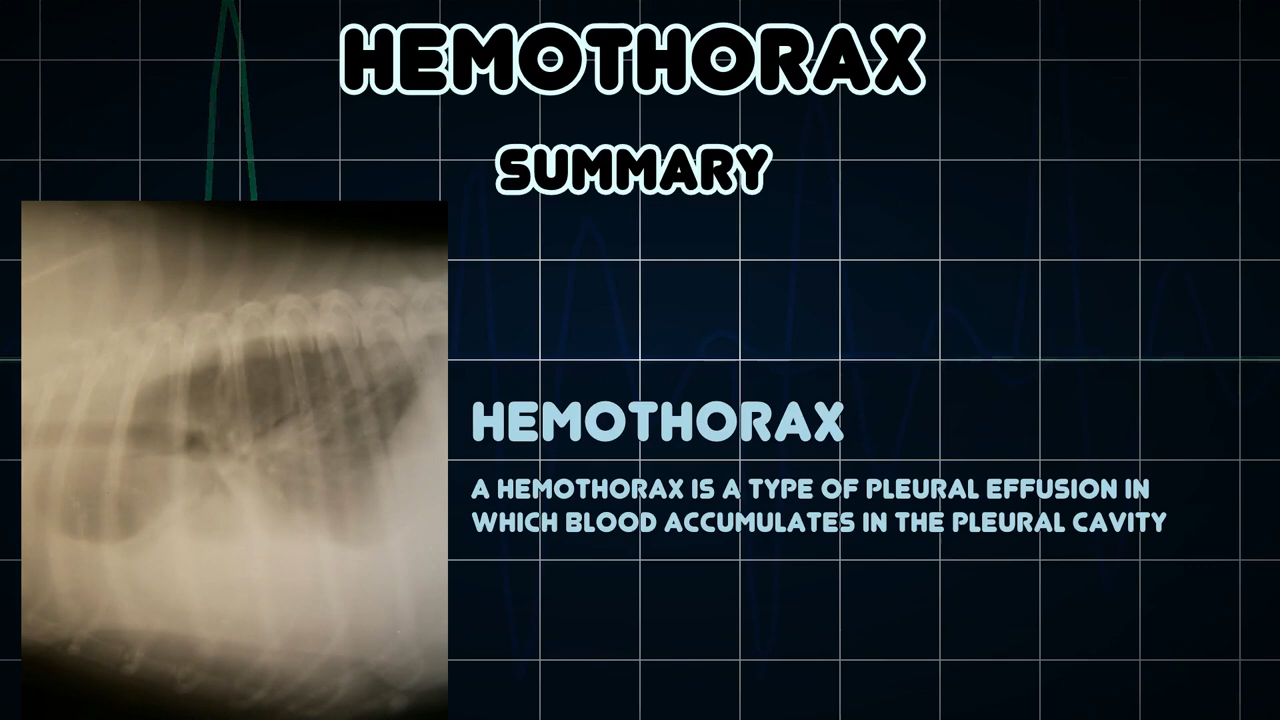 HEMOTHORAX
SUMMARY
HEMOTHORAX
A HEMOTHORAX IS A TYPE OF PLEURAL EFFUSION IN
WHICH BLOOD ACCUMULATES IN THE PLEURAL CAVITY